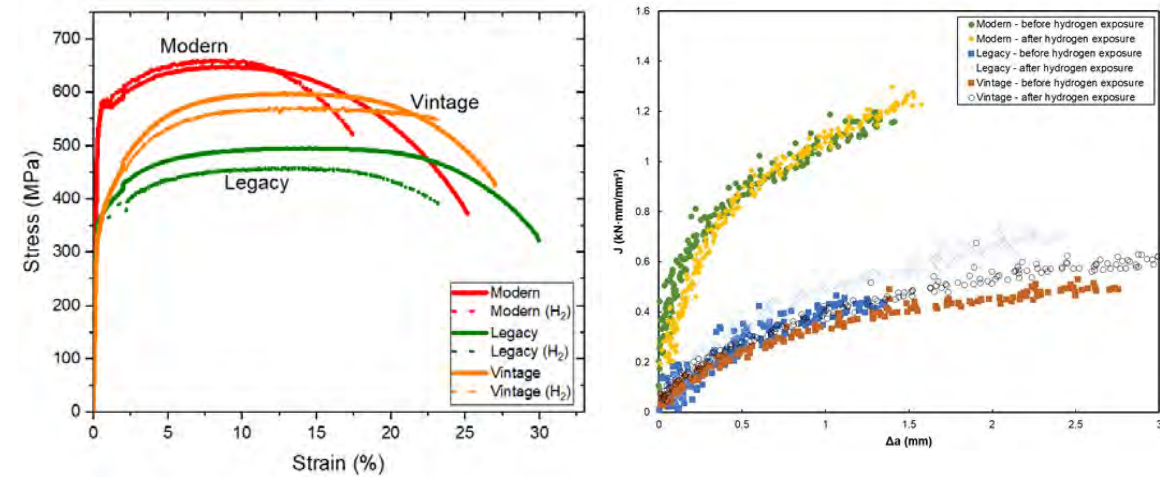 700
600
500
400
300
200
100
0
Stress (MPa)
Modern
Vintage
Legacy
Modern
Modern (H₂)
Legacy
Legacy (H₂)
Vintage
Vintage (H₂)
0 5 10 15 20 25 30
Strain (%)
1.6
1.4
1.2
1
0.8
0.6
0.4
0.2
0
J (kN·mm/mm²)
Modern - before hydrogen exposure
Modern - after hydrogen exposure
Legacy - before hydrogen exposure
Legacy - after hydrogen exposure
Vintage - before hydrogen exposure
Vintage - after hydrogen exposure
0 0.5 1 1.5 2 2.5 3
Δa (mm)